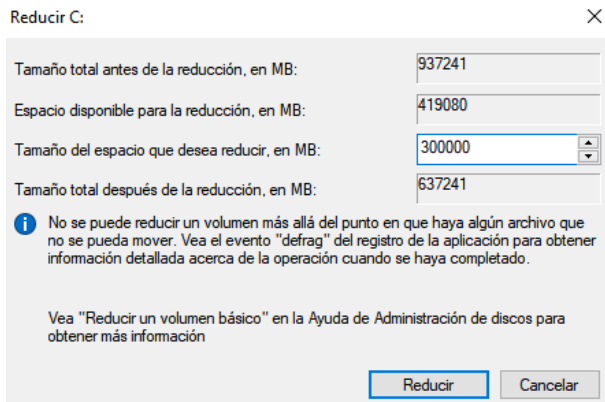 Reducir C:
Tamaño total antes de la reducción, en MB: 937241
Espacio disponible para la reducción, en MB: 419080
Tamaño del espacio que desea reducir, en MB: 300000
Tamaño total después de la reducción, en MB: 637241
No se puede reducir un volumen más allá del punto en que haya algún archivo que
no se pueda mover. Vea el evento "defrag" del registro de la aplicación para obtener
información detallada acerca de la operación cuando se haya completado.
Vea "Reducir un volumen básico" en la Ayuda de Administración de discos para
obtener más información
Reducir Cancelar